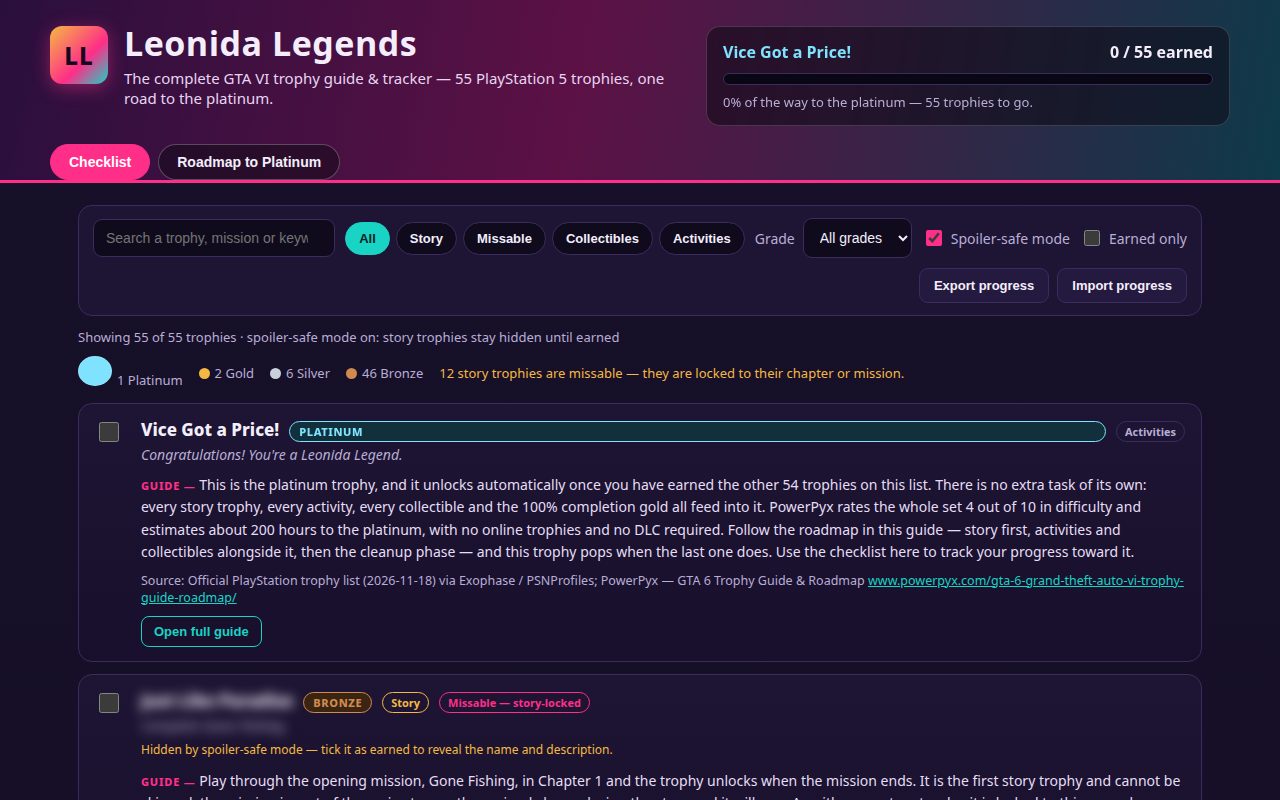 LL
Leonida Legends
The complete GTA VI trophy guide & tracker — 55 PlayStation 5 trophies, one
road to the platinum.
Vice Got a Price!
0 / 55 earned
0% of the way to the platinum — 55 trophies to go.
Checklist
Roadmap to Platinum
Search a trophy, mission or keyw
All
Story
Missable
Collectibles
Activities
Grade
All grades
Spoiler-safe mode
Earned only
Export progress
Import progress
Showing 55 of 55 trophies · spoiler-safe mode on: story trophies stay hidden until earned
1 Platinum
2 Gold
6 Silver
46 Bronze
12 story trophies are missable — they are locked to their chapter or mission.
Vice Got a Price!
PLATINUM
Activities
Congratulations! You're a Leonida Legend.
GUIDE — This is the platinum trophy, and it unlocks automatically once you have earned the other 54 trophies on this list. There is no extra task of its own:
every story trophy, every activity, every collectible and the 100% completion gold all feed into it. PowerPyx rates the whole set 4 out of 10 in difficulty and
estimates about 200 hours to the platinum, with no online trophies and no DLC required. Follow the roadmap in this guide — story first, activities and
collectibles alongside it, then the cleanup phase — and this trophy pops when the last one does. Use the checklist here to track your progress toward it.
Source: Official PlayStation trophy list (2026-11-18) via Exophase / PSNProfiles; PowerPyx — GTA 6 Trophy Guide & Roadmap www.powerpyx.com/gta-6-grand-theft-auto-vi-trophy-
guide-roadmap/
Open full guide
BRONZE
Story
Missable — story-locked
Hidden by spoiler-safe mode — tick it as earned to reveal the name and description.
GUIDE — Play through the opening mission, Gone Fishing, in Chapter 1 and the trophy unlocks when the mission ends. It is the first story trophy and cannot be